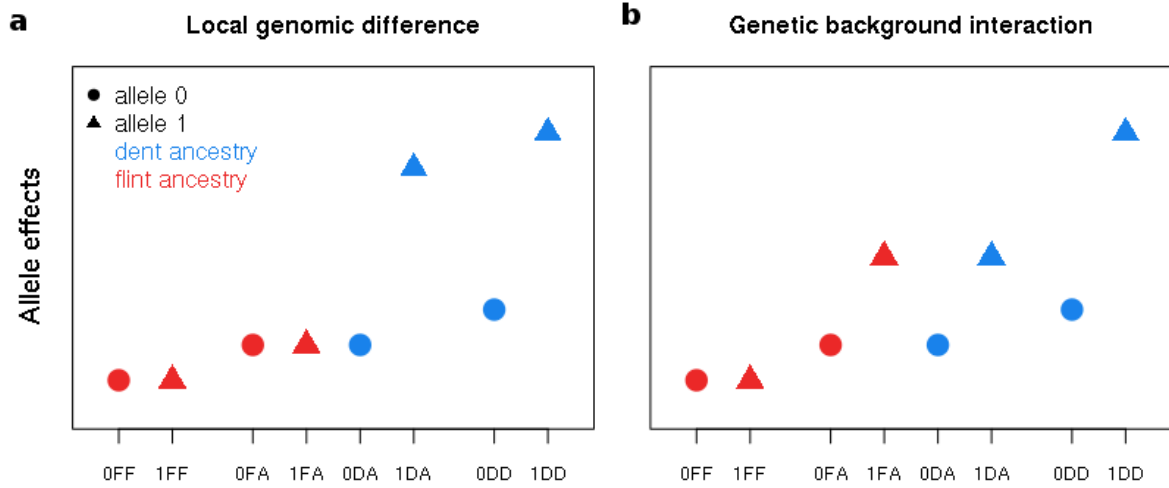 a
Local genomic difference
b
Genetic background interaction
allele 0
allele 1
dent ancestry
flint ancestry
Allele effects
0FF 1FF 0FA 1FA 0DA 1DA 0DD 1DD
0FF 1FF 0FA 1FA 0DA 1DA 0DD 1DD